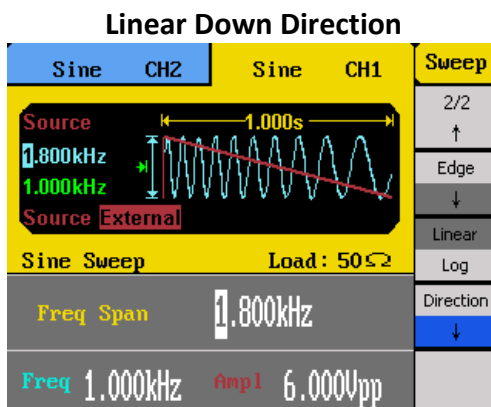 Linear Down Direction
Sine CH2 Sine CH1
Source
1.000s
1.800kHz
1.000kHz
Source External
Sine Sweep Load: 50Ω
Freq Span 1.800kHz
Freq 1.000kHz Ampl 6.000Vpp
Sweep
2/2
↑
Edge
↓
Linear
Log
Direction
↓